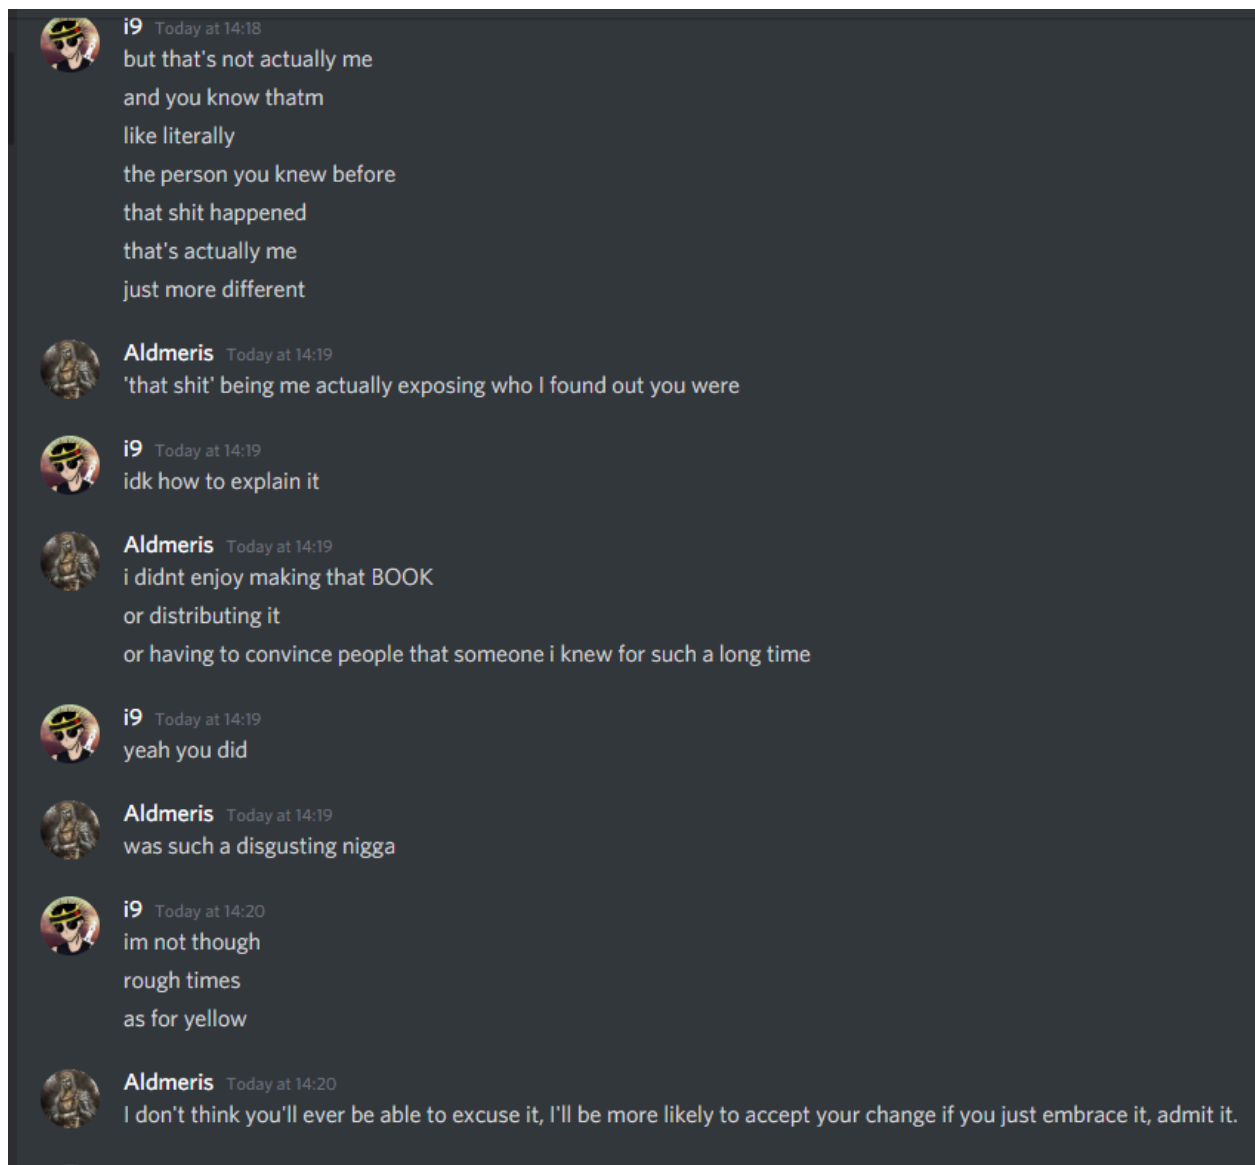 i9 Today at 14:18
but that's not actually me
and you know thatm
like literally
the person you knew before
that shit happened
that's actually me
just more different
Aldmeris Today at 14:19
'that shit' being me actually exposing who I found out you were
i9 Today at 14:19
idk how to explain it
Aldmeris Today at 14:19
i didnt enjoy making that BOOK
or distributing it
or having to convince people that someone i knew for such a long time
i9 Today at 14:19
yeah you did
Aldmeris Today at 14:19
was such a disgusting nigga
i9 Today at 14:20
im not though
rough times
as for yellow
Aldmeris Today at 14:20
I don't think you'll ever be able to excuse it, I'll be more likely to accept your change if you just embrace it, admit it.